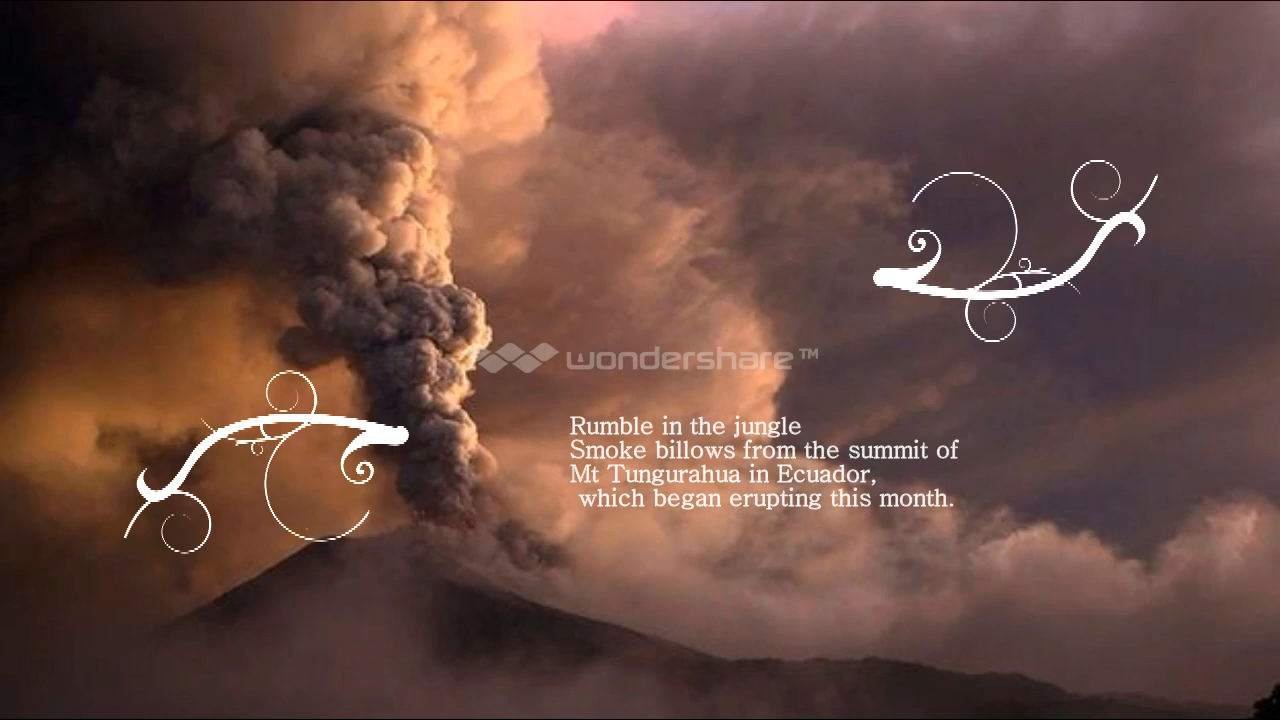 wondershare™
Rumble in the jungle
Smoke billows from the summit of
Mt Tungurahua in Ecuador,
which began erupting this month.